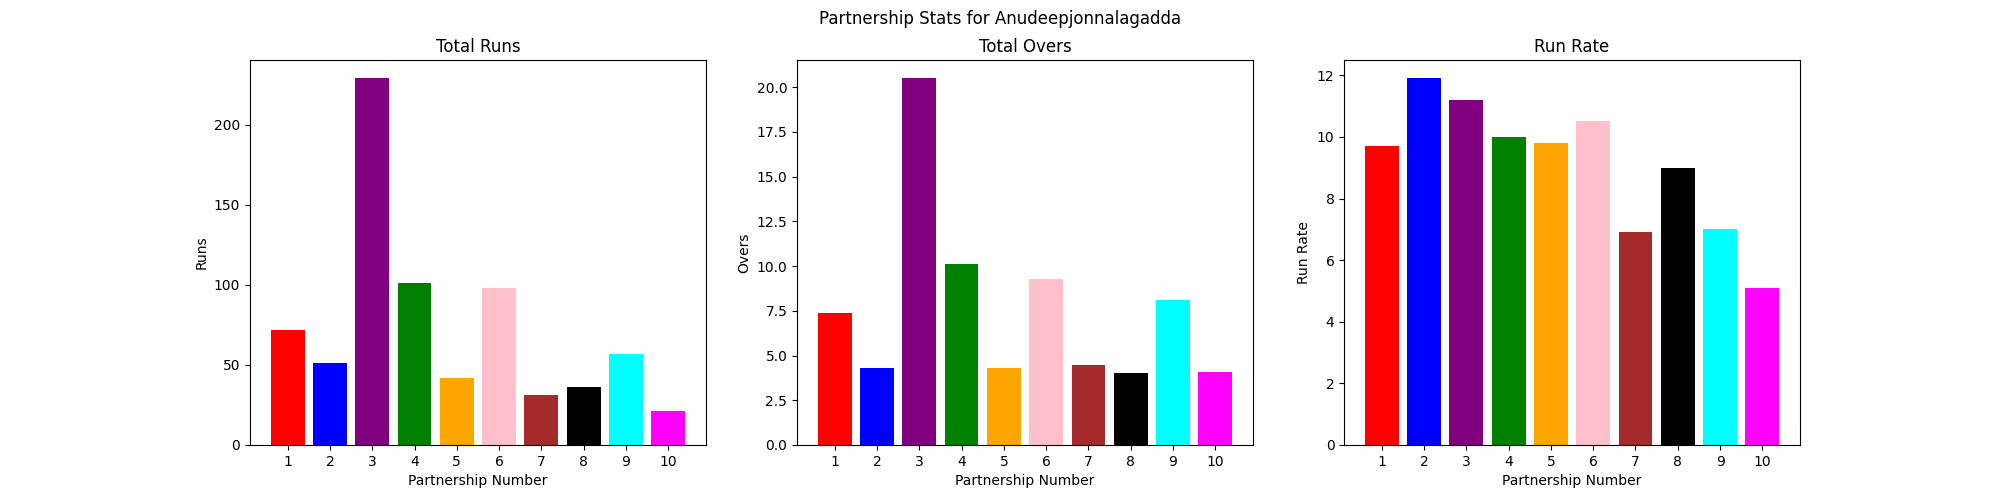 Partnership Stats for Anudeepjonnalagadda
Total Runs
Runs
200
150
100
50
0
1 2 3 4 5 6 7 8 9 10
Partnership Number
Total Overs
Overs
20.0
17.5
15.0
12.5
10.0
7.5
5.0
2.5
0.0
1 2 3 4 5 6 7 8 9 10
Partnership Number
Run Rate
Run Rate
12
10
8
6
4
2
0
1 2 3 4 5 6 7 8 9 10
Partnership Number